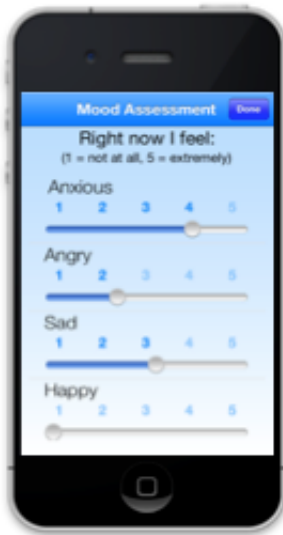 Mood Assessment Done
Right now I feel:
(1 = not at all, 5 = extremely)
Anxious
1 2 3 4 5
Angry
1 2 3 4 5
Sad
1 2 3 4 5
Happy
1 2 3 4 5